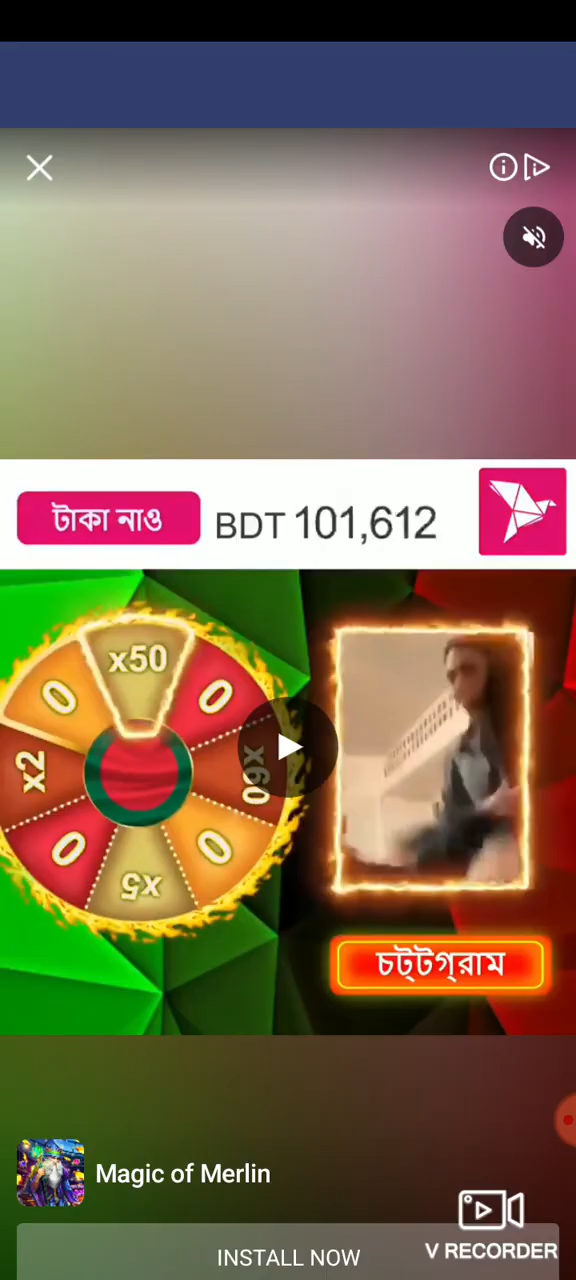 টাকা নাও
BDT 101,612
x50
0
0
x2
x60
0
0
x5
চট্টগ্রাম
Magic of Merlin
INSTALL NOW
V RECORDER